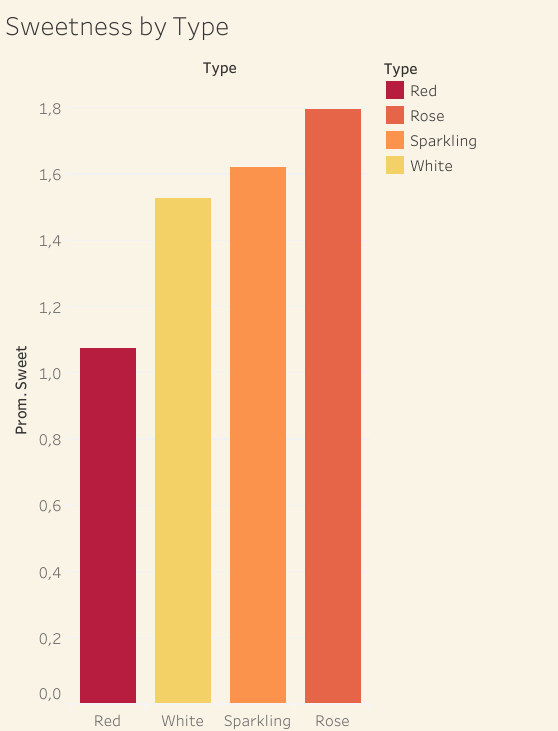 Sweetness by Type
Type
Type
Red
Rose
Sparkling
White
1,8
1,6
1,4
1,2
1,0
0,8
0,6
0,4
0,2
0,0
Prom. Sweet
Red White Sparkling Rose